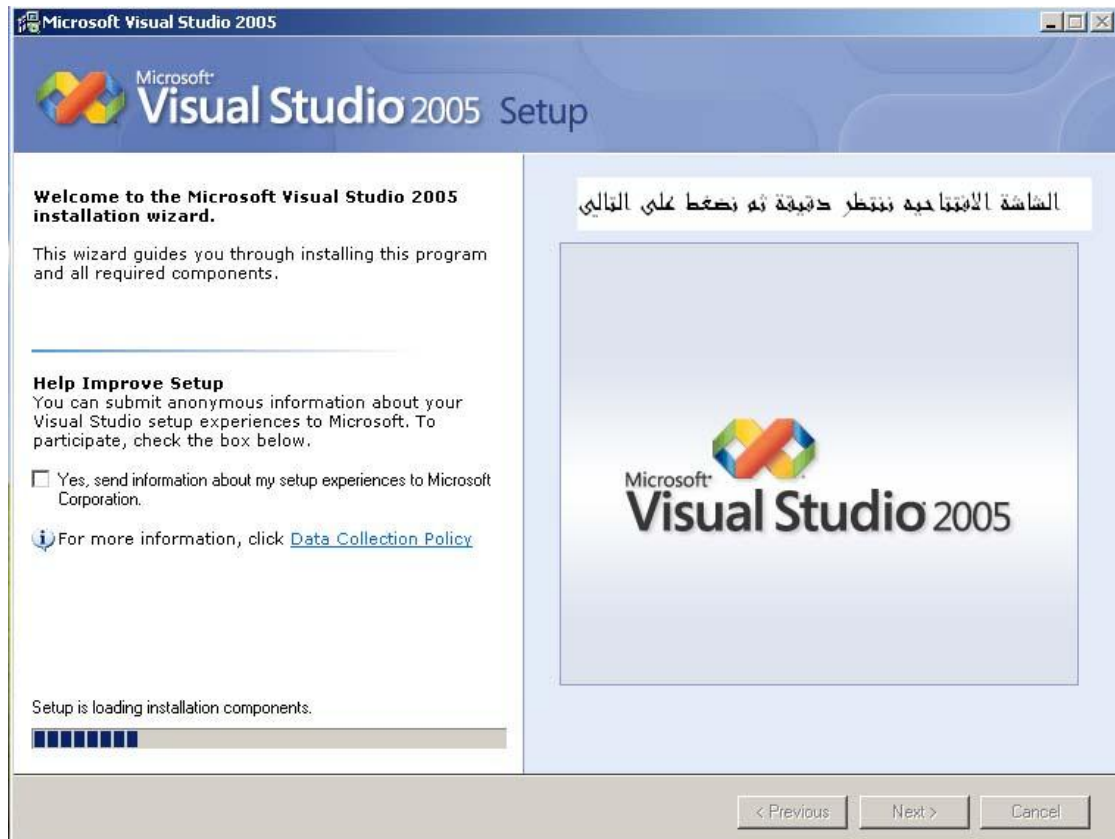 Microsoft Visual Studio 2005
Microsoft
Visual Studio 2005 Setup
Welcome to the Microsoft Visual Studio 2005
installation wizard.
This wizard guides you through installing this program
and all required components.
Help Improve Setup
You can submit anonymous information about your
Visual Studio setup experiences to Microsoft. To
participate, check the box below.
Yes, send information about my setup experiences to Microsoft
Corporation.
For more information, click Data Collection Policy
Setup is loading installation components.
الشاشة الافتتاحيه ننتظر دقيقة ثم نضغط على التالي
Microsoft
Visual Studio 2005
< Previous
Next >
Cancel